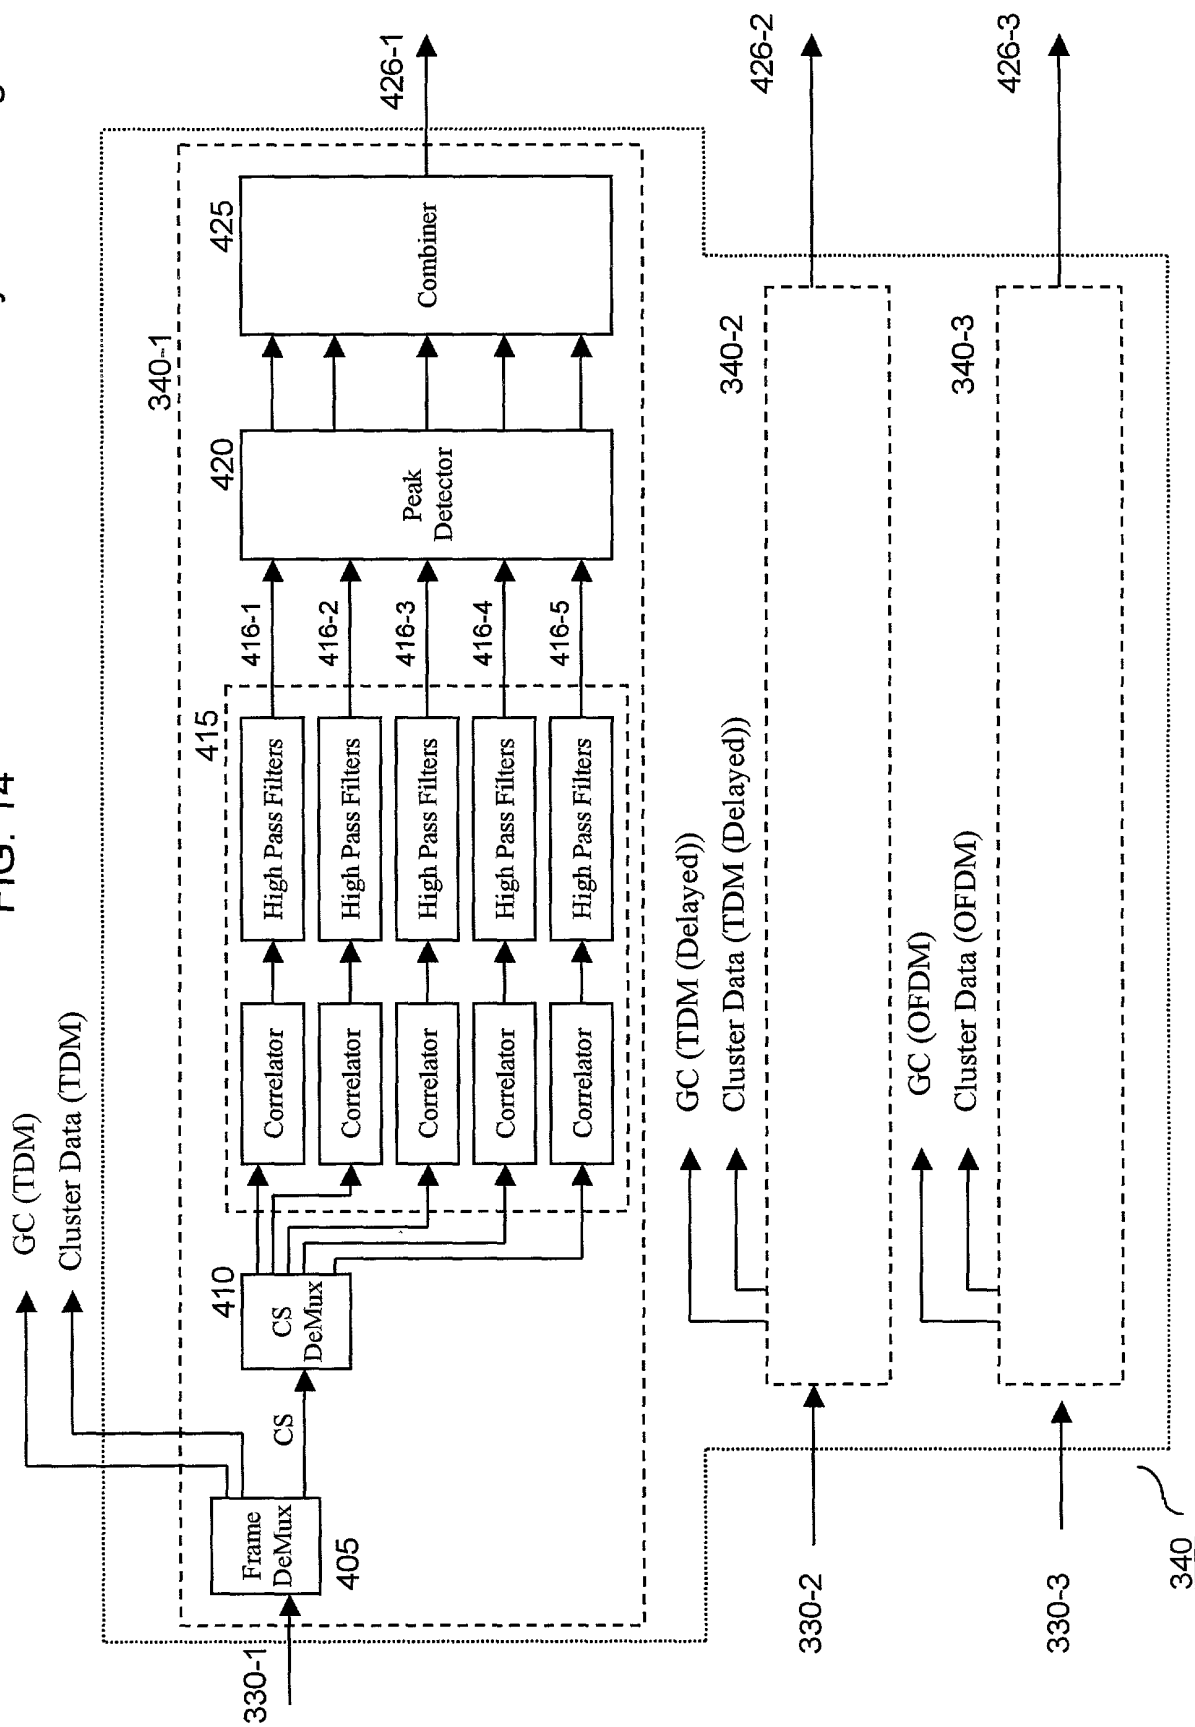 FIG. 14
GC (TDM)
Cluster Data (TDM)
340-1
330-1
Frame
DeMux
405
CS
410
CS
DeMux
415
Correlator
High Pass Filters
416-1
Correlator
High Pass Filters
416-2
Correlator
High Pass Filters
416-3
Correlator
High Pass Filters
416-4
Correlator
High Pass Filters
416-5
420
Peak
Detector
425
Combiner
426-1
GC (TDM (Delayed))
Cluster Data (TDM (Delayed))
340-2
330-2
426-2
GC (OFDM)
Cluster Data (OFDM)
340-3
330-3
426-3
340